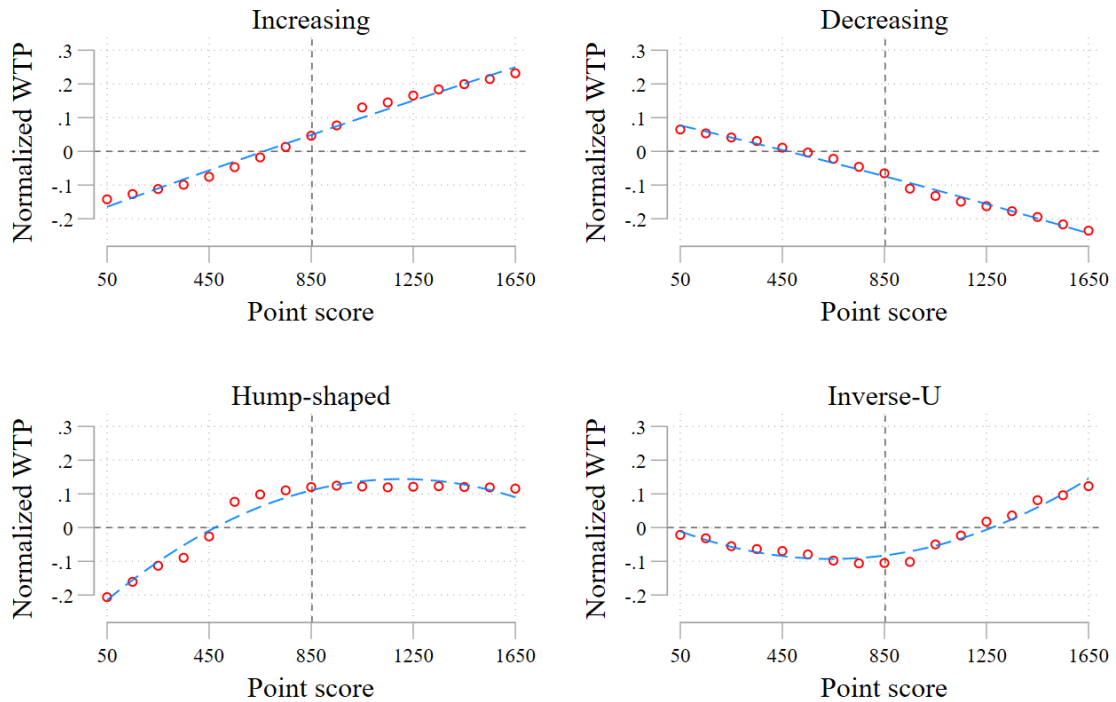 Increasing
Normalized WTP
.3
.2
.1
0
-.1
-.2
50 450 850 1250 1650
Point score
Decreasing
Normalized WTP
.3
.2
.1
0
-.1
-.2
50 450 850 1250 1650
Point score
Hump-shaped
Normalized WTP
.3
.2
.1
0
-.1
-.2
50 450 850 1250 1650
Point score
Inverse-U
Normalized WTP
.3
.2
.1
0
-.1
-.2
50 450 850 1250 1650
Point score